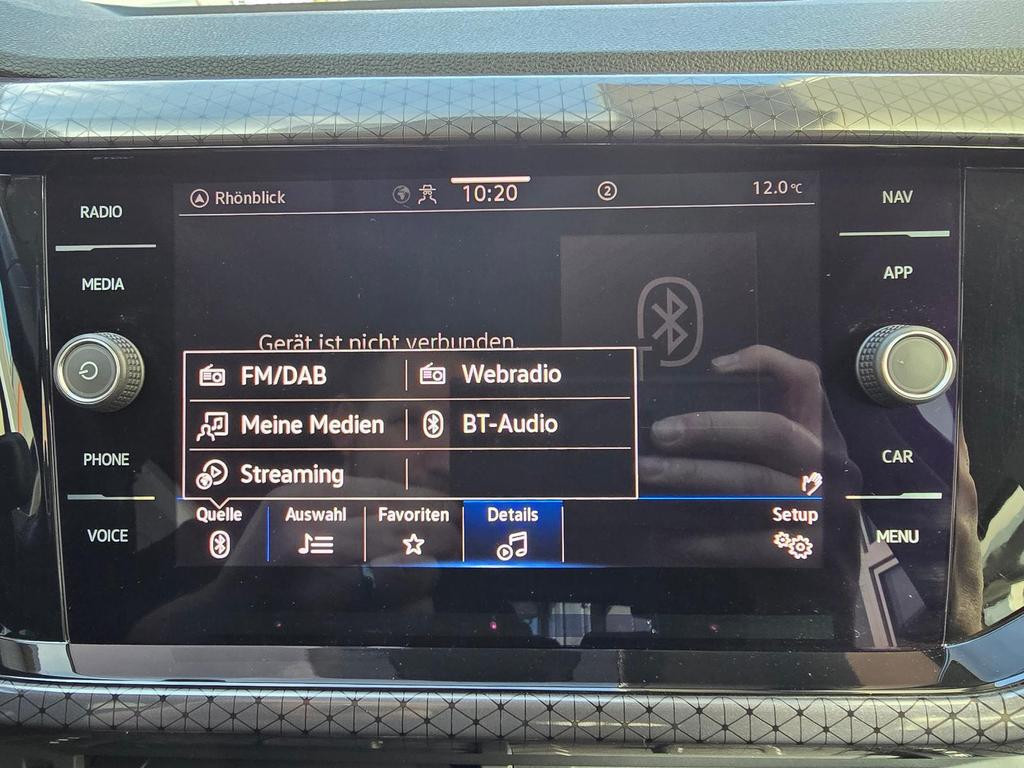 Rhönblick 10:20 2 12.0°C
RADIO
MEDIA
PHONE
VOICE
Gerät ist nicht verbunden.
FM/DAB Webradio
Meine Medien BT-Audio
Streaming
Quelle Auswahl Favoriten Details Setup
NAV
APP
CAR
MENU